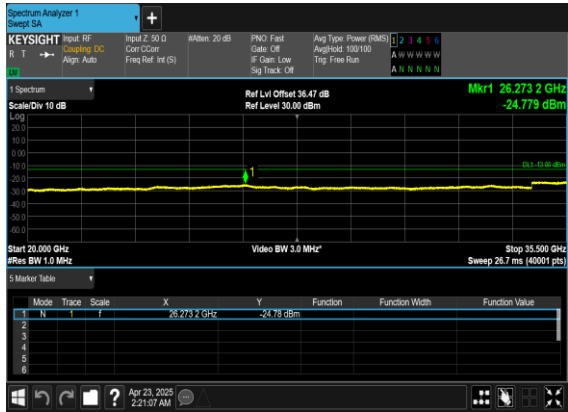 Spectrum Analyzer 1
Swept SA
+
KEYSIGHT Input: RF Input Z: 50 Ω #Atten: 20 dB PNO: Fast Avg Type: Power (RMS) 1 2 3 4 5 6
R T Coupling: DC Corr CCorr Gate: Off Avg|Hold: 100/100 A W W W W W
Align: Auto Freq Ref: Int (S) IF Gain: Low Trig: Free Run
LU Sig Track: Off A N N N N N
1 Spectrum Ref Lvl Offset 36.47 dB Mkr1 26.273 2 GHz
Scale/Div 10 dB Ref Level 30.00 dBm -24.779 dBm
Log
20.0
10.0
0.00
-10.0 1 DL1 -13.00 dBm
-20.0
-30.0
-40.0
-50.0
-60.0
Start 20.000 GHz Video BW 3.0 MHz* Stop 35.500 GHz
#Res BW 1.0 MHz Sweep 26.7 ms (40001 pts)
5 Marker Table
Mode Trace Scale X Y Function Function Width Function Value
1 N 1 f 26.273 2 GHz -24.78 dBm
2
3
4
5
6
? Apr 23, 2025
2:21:07 AM